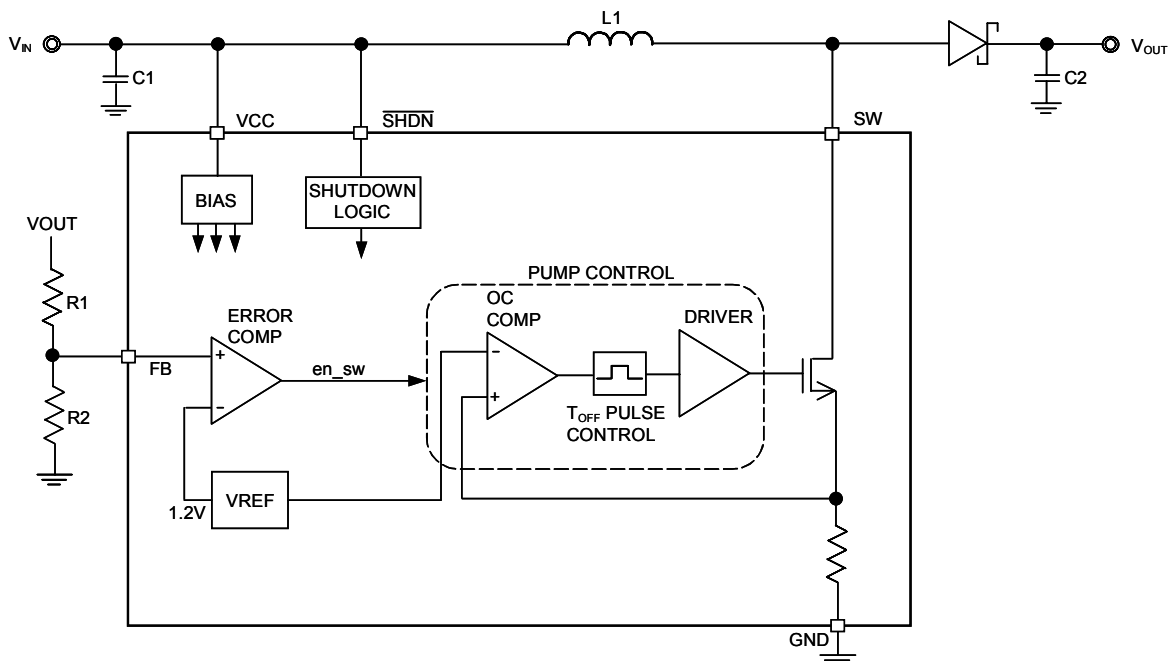 L1
VIN
VOUT
C1
C2
VCC
SHDN
SW
BIAS
SHUTDOWN
LOGIC
VOUT
PUMP CONTROL
R1
ERROR
COMP
OC
COMP
DRIVER
FB
+
-
en_sw
-
+
R2
TOFF PULSE
CONTROL
1.2V
VREF
GND